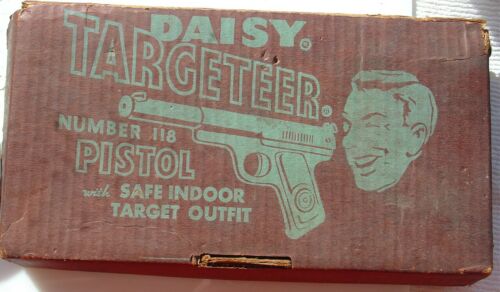 DAISY®
TARGETEER®
NUMBER 118
PISTOL
with SAFE INDOOR
TARGET OUTFIT